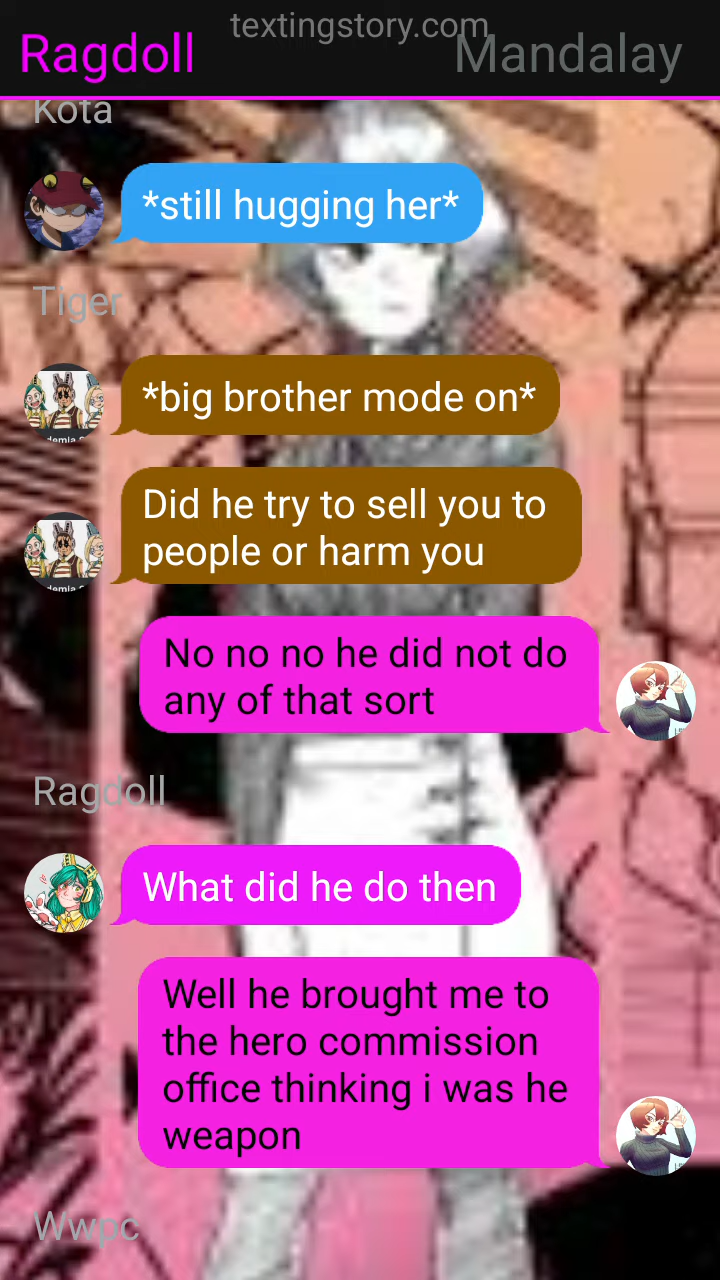 textingstory.com
Ragdoll
Mandalay
Kota
*still hugging her*
Tiger
*big brother mode on*
Did he try to sell you to
people or harm you
No no no he did not do
any of that sort
Ragdoll
What did he do then
Well he brought me to
the hero commission
office thinking i was he
weapon
Wwpc